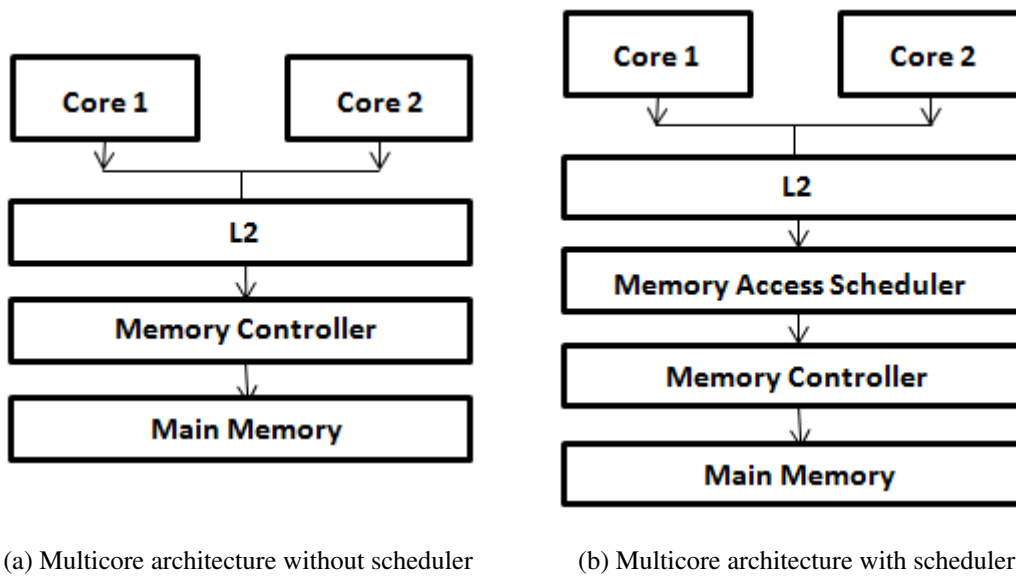 Core 1
Core 2
L2
Memory Controller
Main Memory
(a) Multicore architecture without scheduler
Core 1
Core 2
L2
Memory Access Scheduler
Memory Controller
Main Memory
(b) Multicore architecture with scheduler